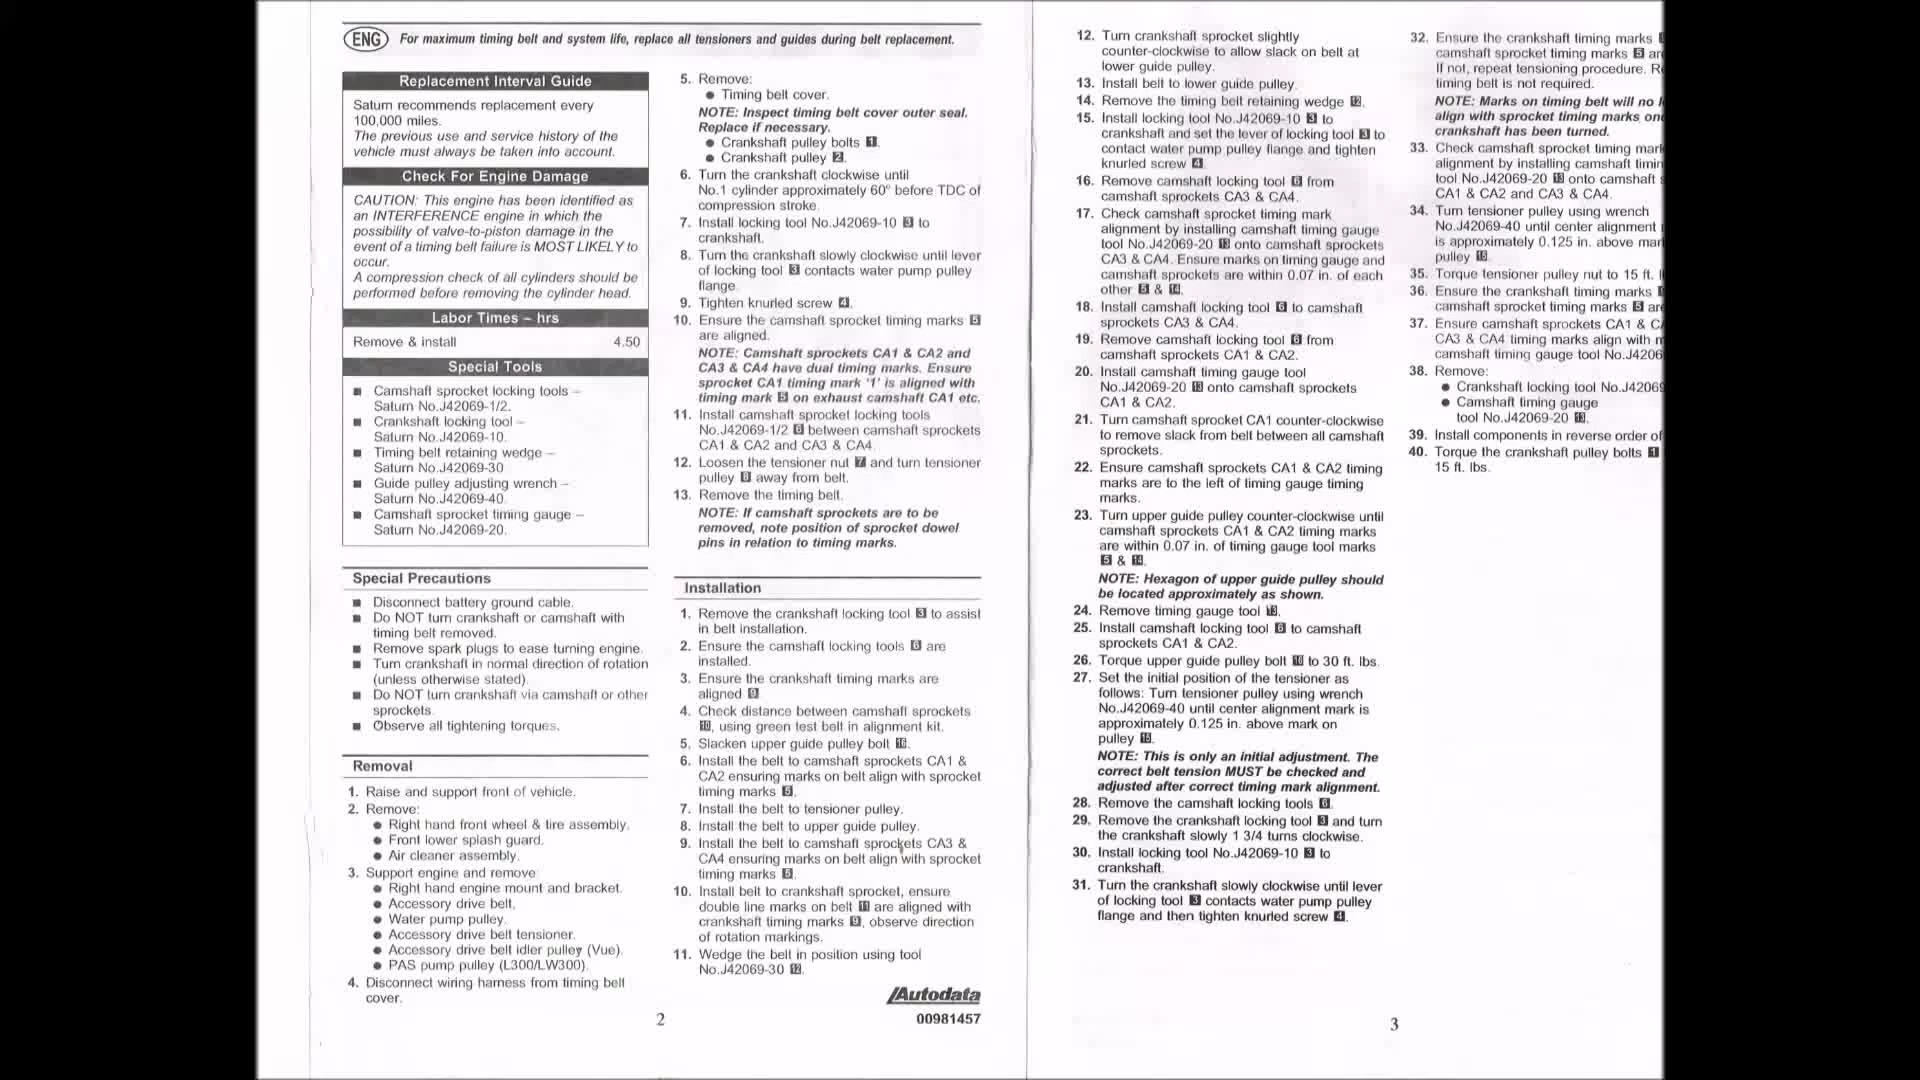 ENG For maximum timing belt and system life, replace all tensioners and guides during belt replacement.
Replacement Interval Guide
Saturn recommends replacement every
100,000 miles.
The previous use and service history of the
vehicle must always be taken into account.
Check For Engine Damage
CAUTION: This engine has been identified as
an INTERFERENCE engine in which the
possibility of valve-to-piston damage in the
event of a timing belt failure is MOST LIKELY to
occur.
A compression check of all cylinders should be
performed before removing the cylinder head.
Labor Times – hrs
Remove & install 4.50
Special Tools
■ Camshaft sprocket locking tools –
Saturn No.J42069-1/2.
■ Crankshaft locking tool –
Saturn No.J42069-10.
■ Timing belt retaining wedge –
Saturn No.J42069-30
■ Guide pulley adjusting wrench –
Saturn No.J42069-40.
■ Camshaft sprocket timing gauge –
Saturn No.J42069-20.
Special Precautions
■ Disconnect battery ground cable.
■ Do NOT turn crankshaft or camshaft with
timing belt removed.
■ Remove spark plugs to ease turning engine.
■ Turn crankshaft in normal direction of rotation
(unless otherwise stated).
■ Do NOT turn crankshaft via camshaft or other
sprockets.
■ Observe all tightening torques.
Removal
1. Raise and support front of vehicle.
2. Remove:
● Right hand front wheel & tire assembly.
● Front lower splash guard.
● Air cleaner assembly.
3. Support engine and remove:
● Right hand engine mount and bracket.
● Accessory drive belt.
● Water pump pulley.
● Accessory drive belt tensioner.
● Accessory drive belt idler pulley (Vue).
● PAS pump pulley (L300/LW300).
4. Disconnect wiring harness from timing belt
cover.
5. Remove:
● Timing belt cover.
NOTE: Inspect timing belt cover outer seal.
Replace if necessary.
● Crankshaft pulley bolts 1.
● Crankshaft pulley 2.
6. Turn the crankshaft clockwise until
No.1 cylinder approximately 60° before TDC of
compression stroke.
7. Install locking tool No.J42069-10 3 to
crankshaft.
8. Turn the crankshaft slowly clockwise until lever
of locking tool 3 contacts water pump pulley
flange.
9. Tighten knurled screw 4.
10. Ensure the camshaft sprocket timing marks 5
are aligned.
NOTE: Camshaft sprockets CA1 & CA2 and
CA3 & CA4 have dual timing marks. Ensure
sprocket CA1 timing mark '1' is aligned with
timing mark 5 on exhaust camshaft CA1 etc.
11. Install camshaft sprocket locking tools
No.J42069-1/2 6 between camshaft sprockets
CA1 & CA2 and CA3 & CA4.
12. Loosen the tensioner nut 7 and turn tensioner
pulley 8 away from belt.
13. Remove the timing belt.
NOTE: If camshaft sprockets are to be
removed, note position of sprocket dowel
pins in relation to timing marks.
Installation
1. Remove the crankshaft locking tool 3 to assist
in belt installation.
2. Ensure the camshaft locking tools 6 are
installed.
3. Ensure the crankshaft timing marks are
aligned 9.
4. Check distance between camshaft sprockets
10, using green test belt in alignment kit.
5. Slacken upper guide pulley bolt 16.
6. Install the belt to camshaft sprockets CA1 &
CA2 ensuring marks on belt align with sprocket
timing marks 5.
7. Install the belt to tensioner pulley.
8. Install the belt to upper guide pulley.
9. Install the belt to camshaft sprockets CA3 &
CA4 ensuring marks on belt align with sprocket
timing marks 5.
10. Install belt to crankshaft sprocket, ensure
double line marks on belt 11 are aligned with
crankshaft timing marks 9, observe direction
of rotation markings.
11. Wedge the belt in position using tool
No.J42069-30 12.
Autodata
00981457
2
12. Turn crankshaft sprocket slightly
counter-clockwise to allow slack on belt at
lower guide pulley.
13. Install belt to lower guide pulley.
14. Remove the timing belt retaining wedge 12.
15. Install locking tool No.J42069-10 3 to
crankshaft and set the lever of locking tool 3 to
contact water pump pulley flange and tighten
knurled screw 4.
16. Remove camshaft locking tool 6 from
camshaft sprockets CA3 & CA4.
17. Check camshaft sprocket timing mark
alignment by installing camshaft timing gauge
tool No.J42069-20 13 onto camshaft sprockets
CA3 & CA4. Ensure marks on timing gauge and
camshaft sprockets are within 0.07 in. of each
other 5 & 14.
18. Install camshaft locking tool 6 to camshaft
sprockets CA3 & CA4.
19. Remove camshaft locking tool 6 from
camshaft sprockets CA1 & CA2.
20. Install camshaft timing gauge tool
No.J42069-20 13 onto camshaft sprockets
CA1 & CA2.
21. Turn camshaft sprocket CA1 counter-clockwise
to remove slack from belt between all camshaft
sprockets.
22. Ensure camshaft sprockets CA1 & CA2 timing
marks are to the left of timing gauge timing
marks.
23. Turn upper guide pulley counter-clockwise until
camshaft sprockets CA1 & CA2 timing marks
are within 0.07 in. of timing gauge tool marks
5 & 14.
NOTE: Hexagon of upper guide pulley should
be located approximately as shown.
24. Remove timing gauge tool 13.
25. Install camshaft locking tool 6 to camshaft
sprockets CA1 & CA2.
26. Torque upper guide pulley bolt 16 to 30 ft. lbs.
27. Set the initial position of the tensioner as
follows: Turn tensioner pulley using wrench
No.J42069-40 until center alignment mark is
approximately 0.125 in. above mark on
pulley 15.
NOTE: This is only an initial adjustment. The
correct belt tension MUST be checked and
adjusted after correct timing mark alignment.
28. Remove the camshaft locking tools 6.
29. Remove the crankshaft locking tool 3 and turn
the crankshaft slowly 1 3/4 turns clockwise.
30. Install locking tool No.J42069-10 3 to
crankshaft.
31. Turn the crankshaft slowly clockwise until lever
of locking tool 3 contacts water pump pulley
flange and then tighten knurled screw 4.
32. Ensure the crankshaft timing marks
camshaft sprocket timing marks 5
If not, repeat tensioning procedure.
timing belt is not required.
NOTE: Marks on timing belt will no
align with sprocket timing marks
crankshaft has been turned.
33. Check camshaft sprocket timing
alignment by installing camshaft
tool No.J42069-20 13 onto camshaft
CA1 & CA2 and CA3 & CA4.
34. Turn tensioner pulley using wrench
No.J42069-40 until center alignment
is approximately 0.125 in. above
pulley 15.
35. Torque tensioner pulley nut to 15 ft.
36. Ensure the crankshaft timing marks
camshaft sprocket timing marks 5
37. Ensure camshaft sprockets CA1 &
CA3 & CA4 timing marks align with
camshaft timing gauge tool
38. Remove:
● Crankshaft locking tool
● Camshaft timing gauge
tool No.J42069-20 13.
39. Install components in reverse order of
40. Torque the crankshaft pulley bolts 1
15 ft. lbs.
3